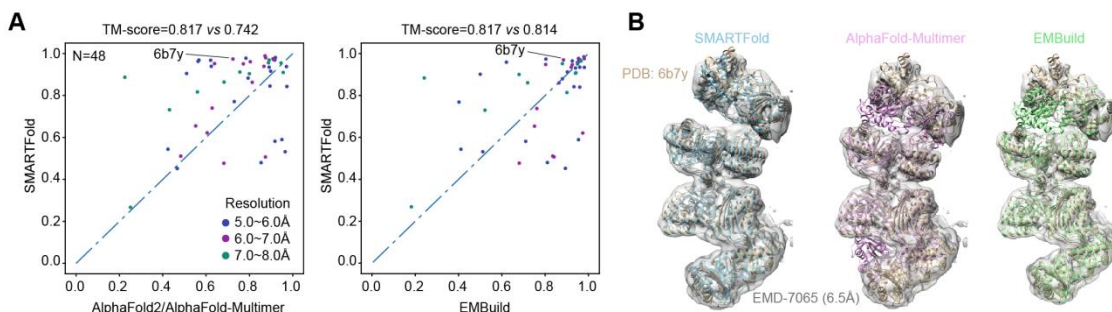 A
TM-score=0.817 vs 0.742
N=48
6b7y
SMARTFold
1.0
0.8
0.6
0.4
0.2
0.0
Resolution
5.0~6.0Å
6.0~7.0Å
7.0~8.0Å
0.0 0.2 0.4 0.6 0.8 1.0
AlphaFold2/AlphaFold-Multimer
TM-score=0.817 vs 0.814
6b7y
SMARTFold
1.0
0.8
0.6
0.4
0.2
0.0
0.0 0.2 0.4 0.6 0.8 1.0
EMBuild
B
SMARTFold AlphaFold-Multimer EMBuild
PDB: 6b7y
EMD-7065 (6.5Å)